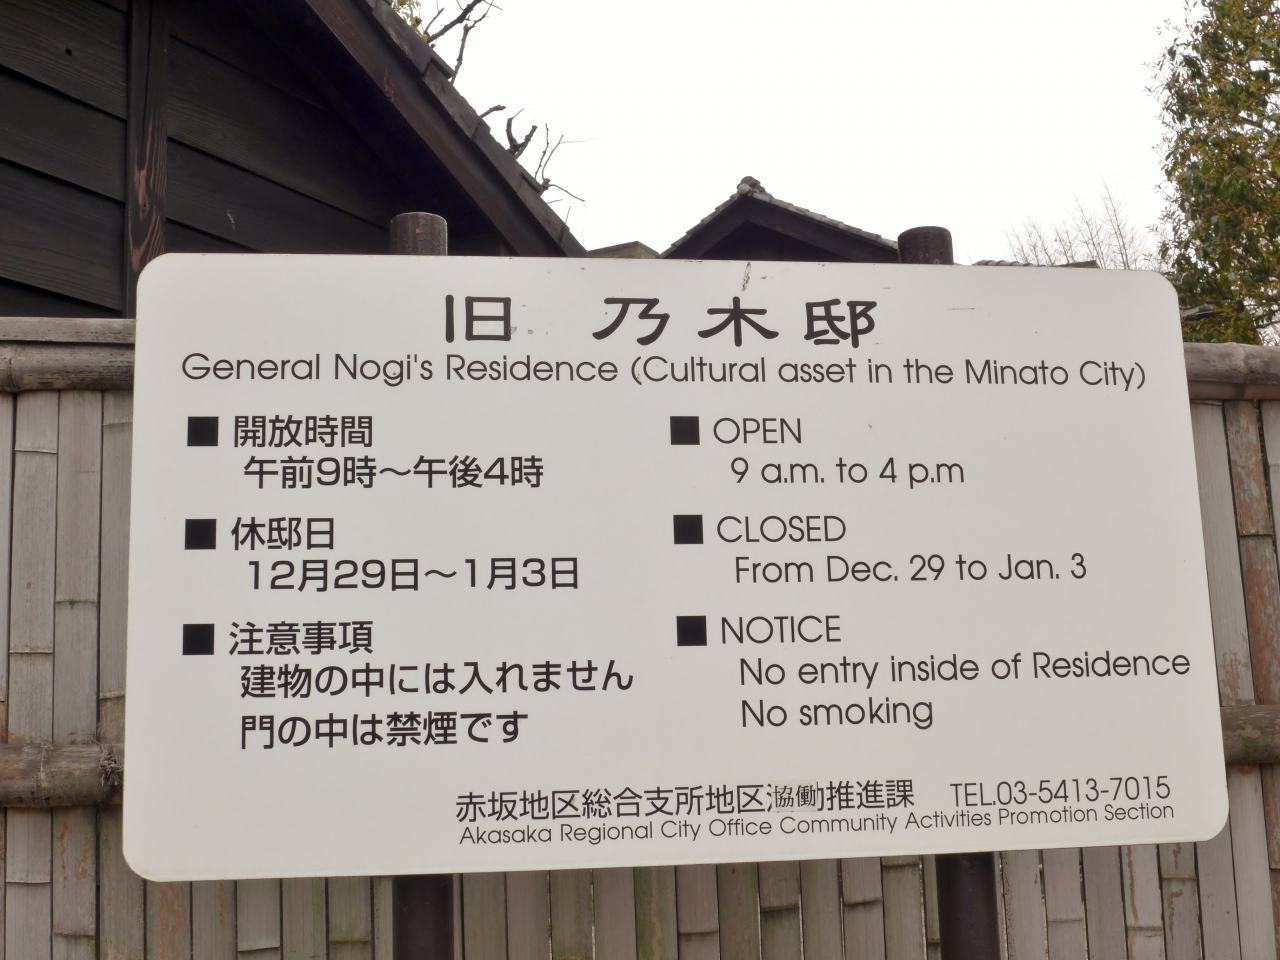 旧 乃木邸
General Nogi's Residence (Cultural asset in the Minato City)
■ 開放時間
午前9時～午後4時
■ 休邸日
12月29日～1月3日
■ 注意事項
建物の中には入れません
門の中は禁煙です
■ OPEN
9 a.m. to 4 p.m
■ CLOSED
From Dec. 29 to Jan. 3
■ NOTICE
No entry inside of Residence
No smoking
赤坂地区総合支所地区協働推進課 TEL.03-5413-7015
Akasaka Regional City Office Community Activities Promotion Section